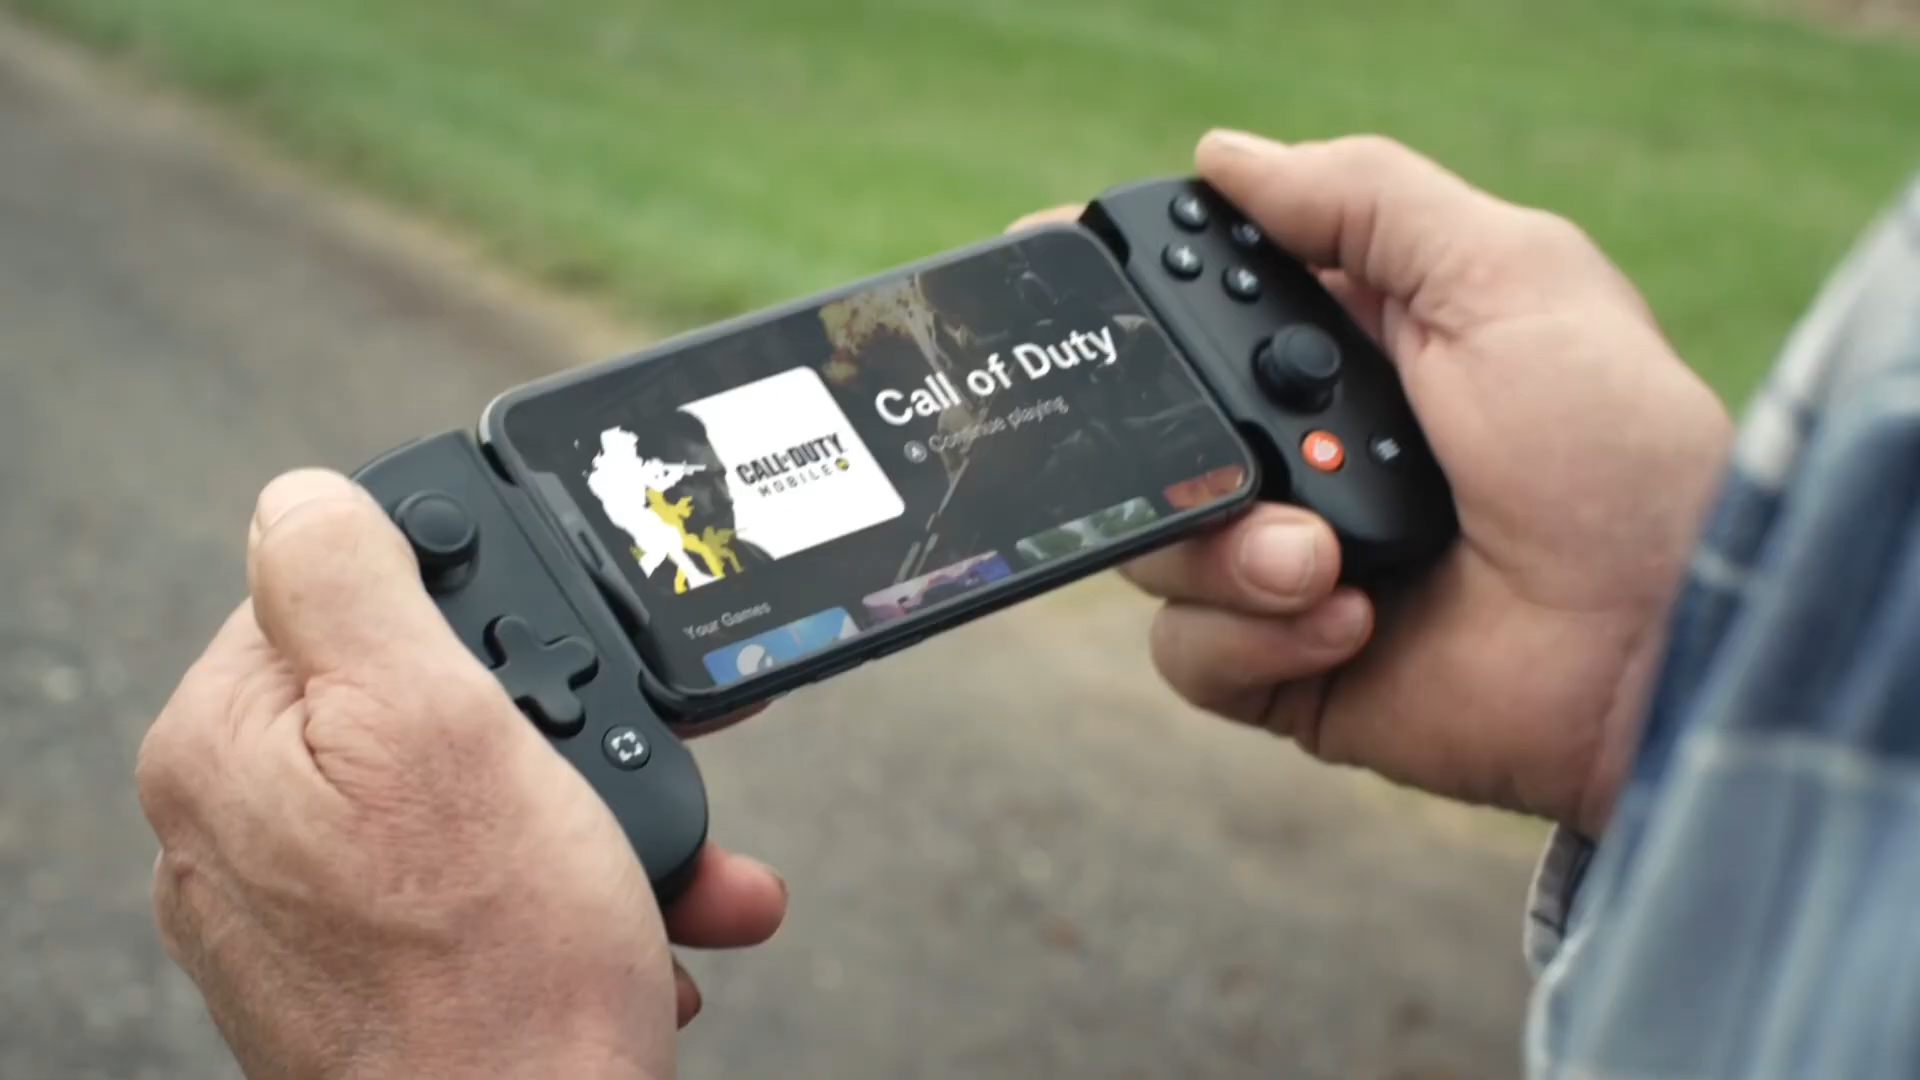 Call of Duty
Continue playing
CALL OF DUTY
MOBILE
Your Games